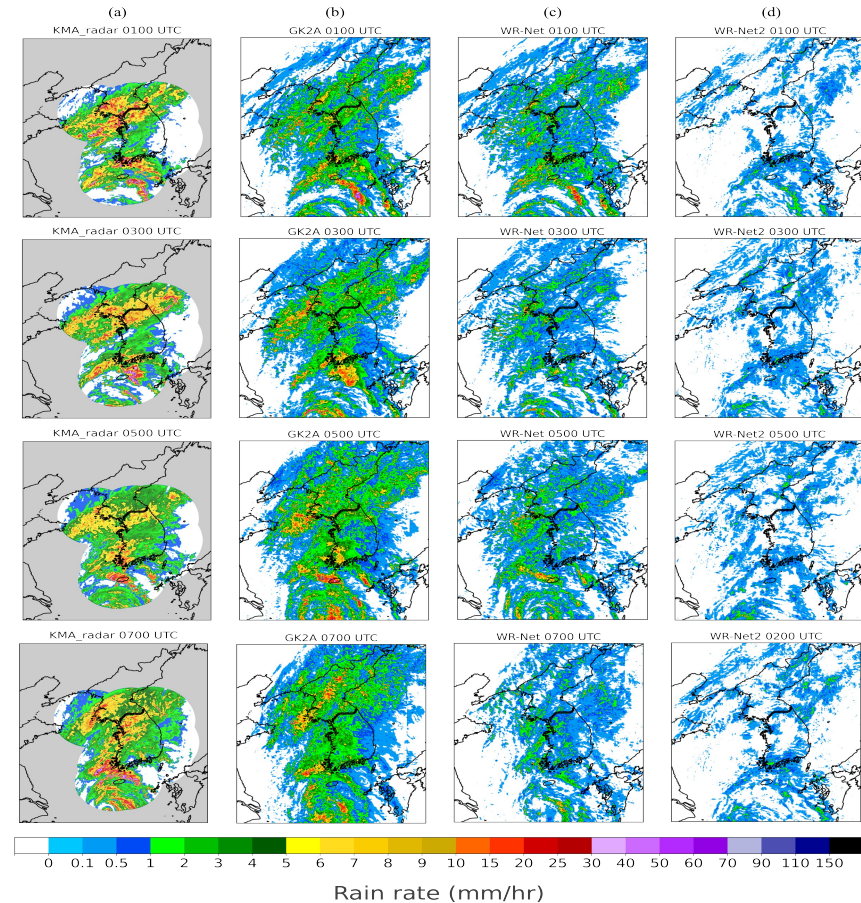 (a) (b) (c) (d)
KMA_radar 0100 UTC GK2A 0100 UTC WR-Net 0100 UTC WR-Net2 0100 UTC
KMA_radar 0300 UTC GK2A 0300 UTC WR-Net 0300 UTC WR-Net2 0300 UTC
KMA_radar 0500 UTC GK2A 0500 UTC WR-Net 0500 UTC WR-Net2 0500 UTC
KMA_radar 0700 UTC GK2A 0700 UTC WR-Net 0700 UTC WR-Net2 0200 UTC
0 0.1 0.5 1 2 3 4 5 6 7 8 9 10 15 20 25 30 40 50 60 70 90 110 150
Rain rate (mm/hr)